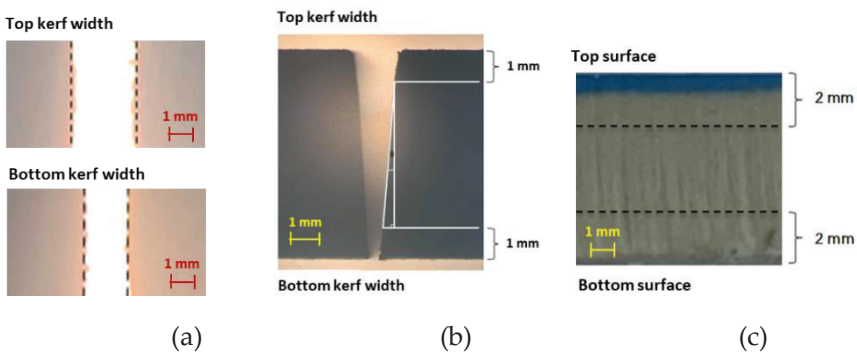 Top kerf width
1 mm
Bottom kerf width
1 mm
(a)
Top kerf width
1 mm
1 mm
1 mm
Bottom kerf width
(b)
Top surface
2 mm
1 mm
2 mm
Bottom surface
(c)